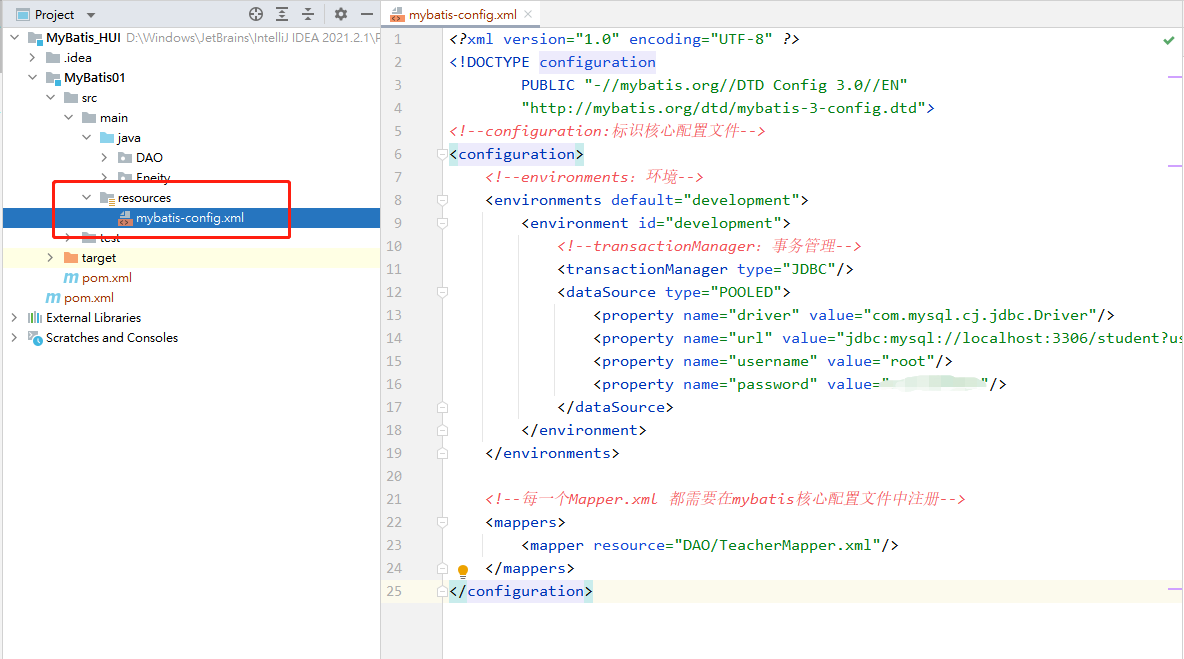 Project
MyBatis_HUI D:\Windows\JetBrains\IntelliJ IDEA 2021.2.1\
.idea
MyBatis01
src
main
java
DAO
Eneity
resources
mybatis-config.xml
test
target
pom.xml
pom.xml
External Libraries
Scratches and Consoles
mybatis-config.xml
1 <?xml version="1.0" encoding="UTF-8" ?>
2 <!DOCTYPE configuration
3 PUBLIC "-//mybatis.org//DTD Config 3.0//EN"
4 "http://mybatis.org/dtd/mybatis-3-config.dtd">
5 <!--configuration:标识核心配置文件-->
6 <configuration>
7 <!--environments: 环境-->
8 <environments default="development">
9 <environment id="development">
10 <!--transactionManager: 事务管理-->
11 <transactionManager type="JDBC"/>
12 <dataSource type="POOLED">
13 <property name="driver" value="com.mysql.cj.jdbc.Driver"/>
14 <property name="url" value="jdbc:mysql://localhost:3306/student?us
15 <property name="username" value="root"/>
16 <property name="password" value=" "/>
17 </dataSource>
18 </environment>
19 </environments>
20
21 <!--每一个Mapper.xml 都需要在mybatis核心配置文件中注册-->
22 <mappers>
23 <mapper resource="DAO/TeacherMapper.xml"/>
24 </mappers>
25 </configuration>